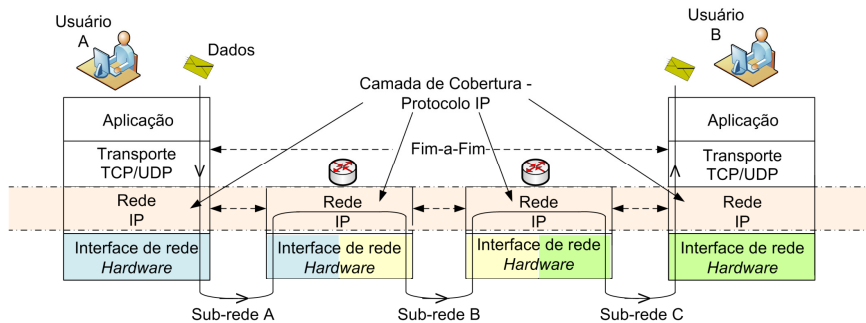 Usuário
A
Dados
Usuário
B
Camada de Cobertura -
Protocolo IP
Aplicação
Aplicação
Transporte
TCP/UDP
Fim-a-Fim
Transporte
TCP/UDP
Rede
IP
Rede
IP
Rede
IP
Rede
IP
Interface de rede
Hardware
Interface de rede
Hardware
Interface de rede
Hardware
Interface de rede
Hardware
Sub-rede A
Sub-rede B
Sub-rede C